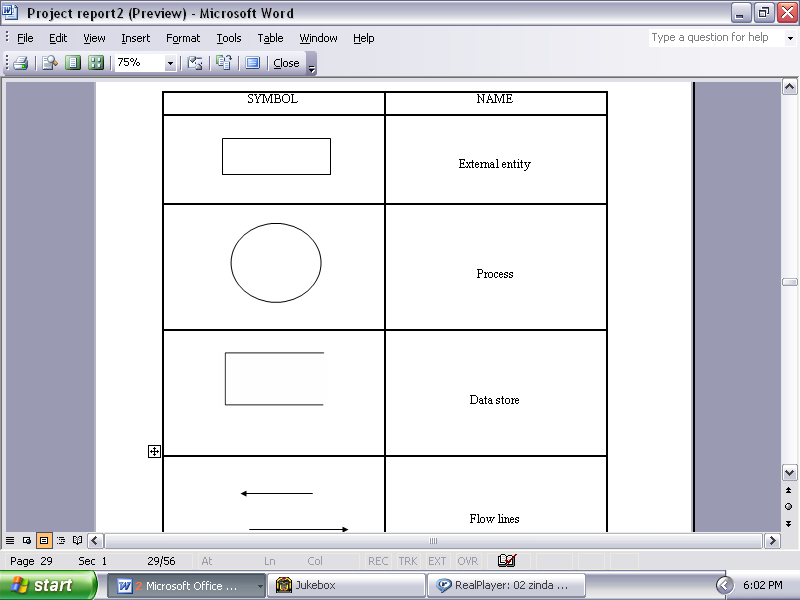 Project report2 (Preview) - Microsoft Word
File Edit View Insert Format Tools Table Window Help
Type a question for help
75% Close
SYMBOL NAME
External entity
Process
Data store
Flow lines
Page 29 Sec 1 29/56 At Ln Col REC TRK EXT OVR
start 2 Microsoft Office ... Jukebox RealPlayer: 02 zinda ... 6:02 PM